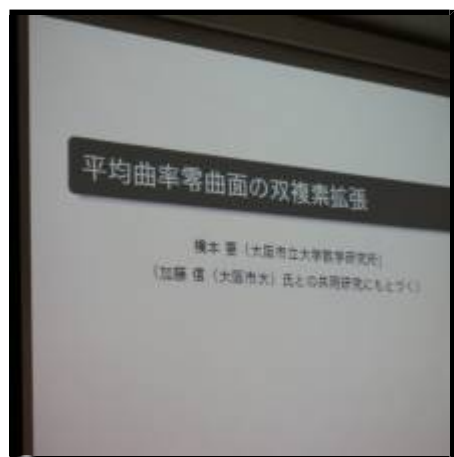 平均曲率零曲面の双複素拡張
橋本 要（大阪市立大学数学研究所）
（加藤 信（大阪市大）氏との共同研究にもとづく）